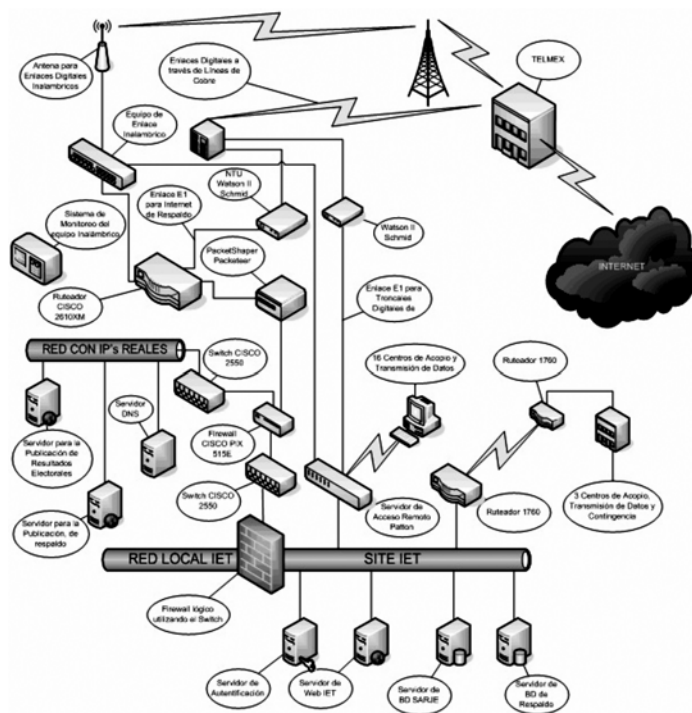 Antena para
Enlaces Digitales
Inalambricos
Enlaces Digitales a
través de Líneas de
Cobre
TELMEX
Equipo de
Enlace
Inalambrico
Enlace E1
para Internet
de Respaldo
NTU
Watson II
Schmid
Watson II
Schmid
Sistema de
Monitoreo del
equipo Inalámbrico
PacketShaper
Packeteer
INTERNET
Ruteador
CISCO
2610XM
Enlace E1 para
Troncales
Digitales de
RED CON IP's REALES
Switch CISCO
2550
16 Centros de Acopio y
Transmisión de Datos
Ruteador 1760
Servidor
DNS
Firewall
CISCO PIX
515E
Servidor para la
Publicación de
Resultados
Electorales
Switch CISCO
2550
Servidor de
Acceso Remoto
Patton
Ruteador 1760
3 Centros de Acopio,
Transmisión de Datos y
Contingencia
Servidor para la
Publicación, de
respaldo
RED LOCAL IET
SITE IET
Firewall lógico
utilizando el Switch
Servidor de
Autentificación
Servidor de
Web IET
Servidor de
BD SARJE
Servidor de
BD de
Respaldo